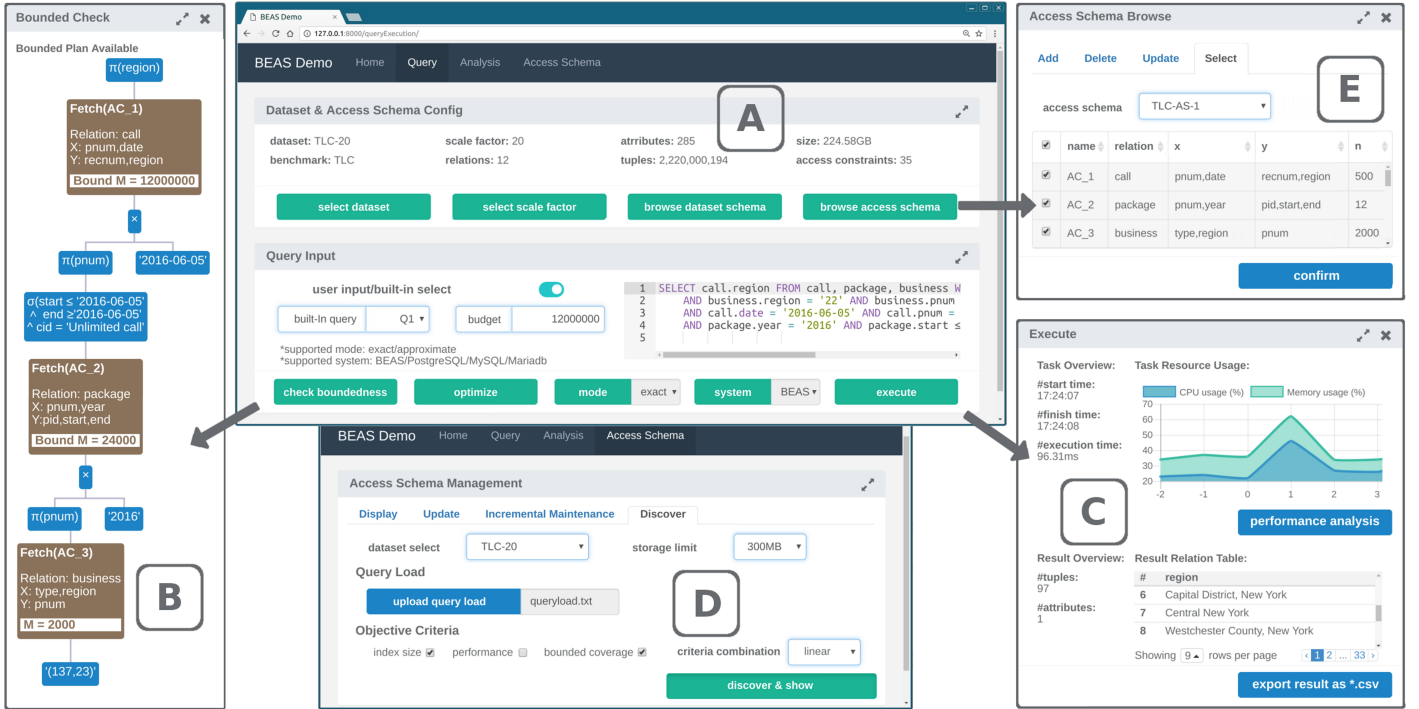 Bounded Check
Bounded Plan Available
π(region)
Fetch(AC_1)
Relation: call
X: pnum,date
Y: recnum,region
Bound M = 12000000
×
π(pnum) '2016-06-05'
σ(start ≤ '2016-06-05'
^ end ≥'2016-06-05'
^ cid = 'Unlimited call'
Fetch(AC_2)
Relation: package
X: pnum,year
Y:pid,start,end
Bound M = 24000
×
π(pnum) '2016'
Fetch(AC_3)
Relation: business
X: type,region
Y: pnum
M = 2000
'(137,23)'
B
BEAS Demo ×
127.0.0.1:8000/queryExecution/
BEAS Demo Home Query Analysis Access Schema
Dataset & Access Schema Config
A
dataset: TLC-20 scale factor: 20 atrributes: 285 size: 224.58GB
benchmark: TLC relations: 12 tuples: 2,220,000,194 access constraints: 35
select dataset select scale factor browse dataset schema browse access schema
Query Input
user input/built-in select
built-In query Q1 budget 12000000
*supported mode: exact/approximate
*supported system: BEAS/PostgreSQL/MySQL/Mariadb
1 SELECT call.region FROM call, package, business W
2 AND business.region = '22' AND business.pnum
3 AND call.date = '2016-06-05' AND call.pnum =
4 AND package.year = '2016' AND package.start ≤
5
check boundedness optimize mode exact system BEAS execute
BEAS Demo Home Query Analysis Access Schema
Access Schema Management
Display Update Incremental Maintenance Discover
dataset select TLC-20 storage limit 300MB
Query Load
upload query load queryload.txt
D
Objective Criteria
index size performance bounded coverage criteria combination linear
discover & show
Access Schema Browse
Add Delete Update Select
E
access schema TLC-AS-1
name relation x y n
AC_1 call pnum,date recnum,region 500
AC_2 package pnum,year pid,start,end 12
AC_3 business type,region pnum 2000
confirm
Execute
Task Overview:
#start time:
17:24:07
#finish time:
17:24:08
#execution time:
96.31ms
Task Resource Usage:
CPU usage (%) Memory usage (%)
70
60
50
40
30
20
-2 -1 0 1 2 3
C
performance analysis
Result Overview:
#tuples:
97
#attributes:
1
Result Relation Table:
# region
6 Capital District, New York
7 Central New York
8 Westchester County, New York
Showing 9 rows per page ‹ 1 2 ... 33 ›
export result as *.csv